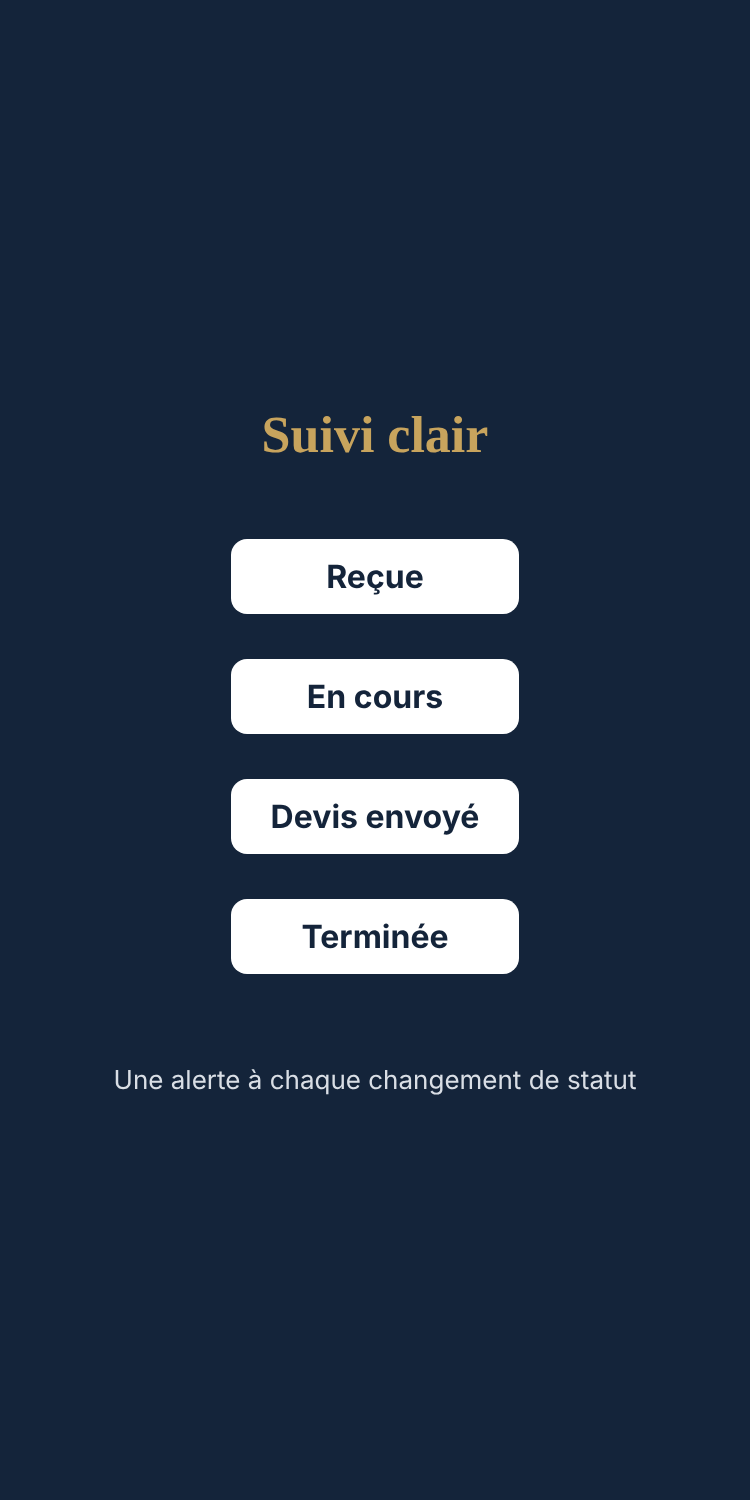 Suivi clair
Reçue
En cours
Devis envoyé
Terminée
Une alerte à chaque changement de statut